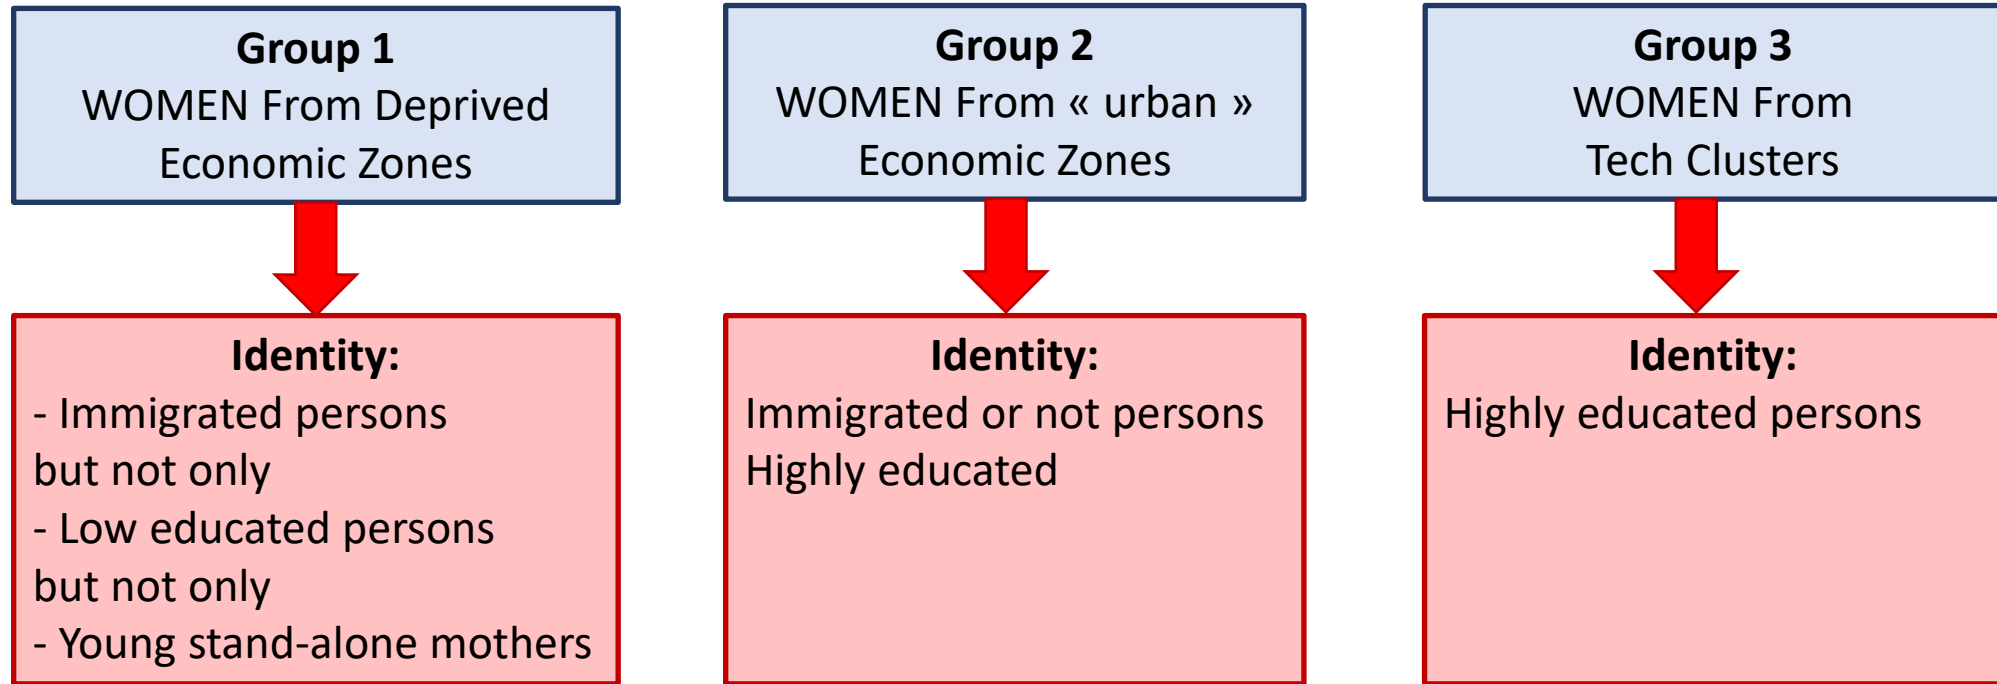 Group 1
WOMEN From Deprived
Economic Zones
Group 2
WOMEN From « urban »
Economic Zones
Group 3
WOMEN From
Tech Clusters
Identity:
- Immigrated persons
but not only
- Low educated persons
but not only
- Young stand-alone mothers
Identity:
Immigrated or not persons
Highly educated
Identity:
Highly educated persons